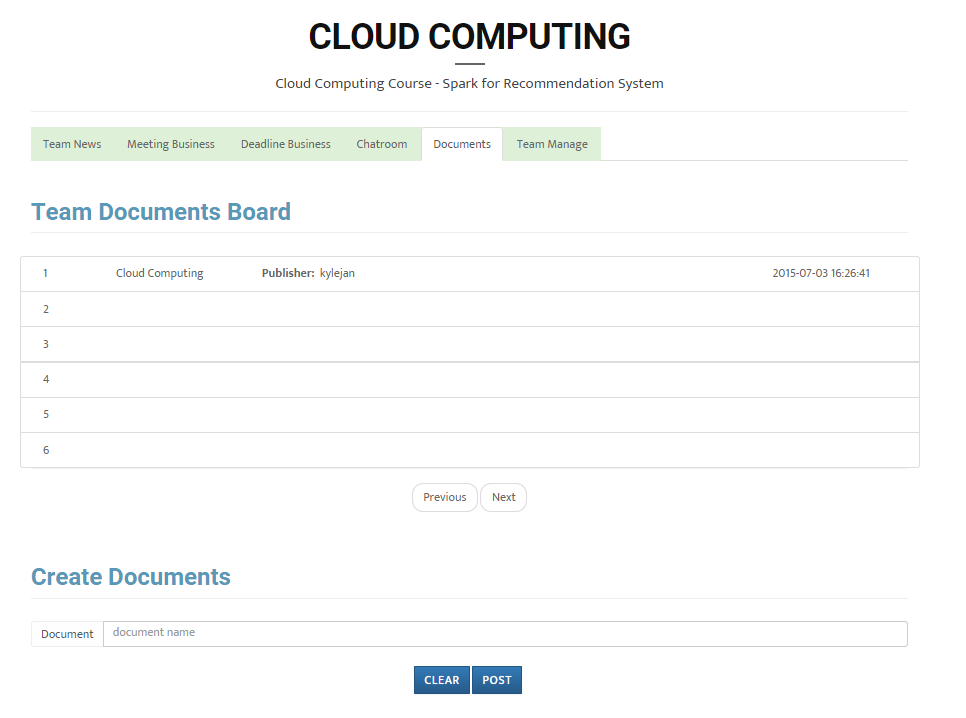 CLOUD COMPUTING
Cloud Computing Course - Spark for Recommendation System
Team News Meeting Business Deadline Business Chatroom Documents Team Manage
Team Documents Board
1 Cloud Computing Publisher: kylejan 2015-07-03 16:26:41
2
3
4
5
6
Previous Next
Create Documents
Document document name
CLEAR POST